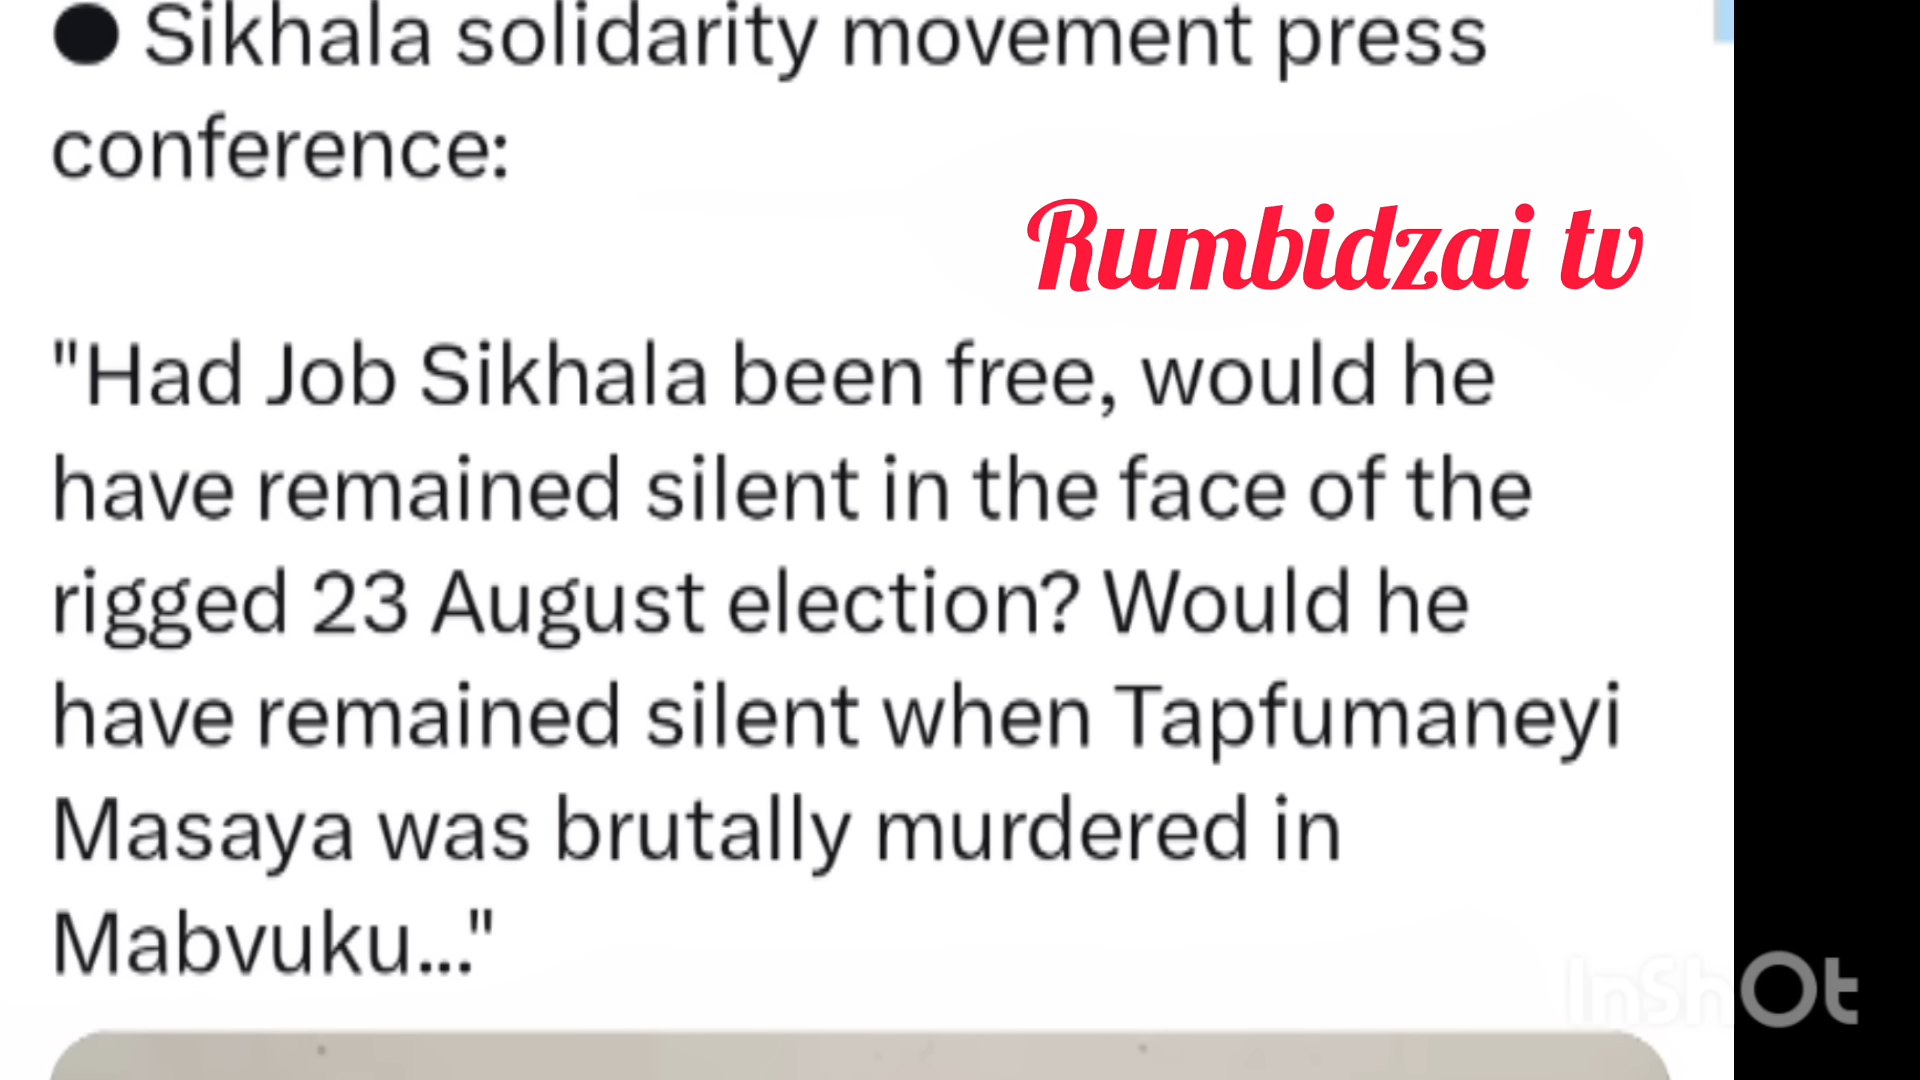 ● Sikhala solidarity movement press
conference:
Rumbidzai tv
"Had Job Sikhala been free, would he
have remained silent in the face of the
rigged 23 August election? Would he
have remained silent when Tapfumaneyi
Masaya was brutally murdered in
Mabvuku..."
InShOt